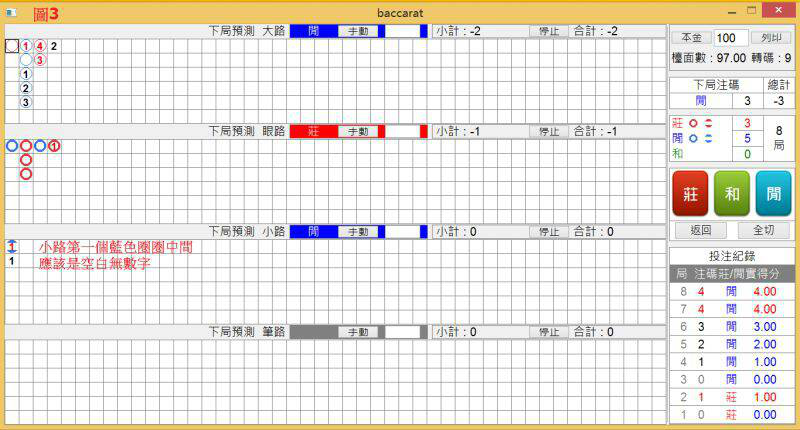 圖3
baccarat
下局預測 大路 閒 手動 小計：-2 停止 合計：-2
1 4 2
3
1
2
3
下局預測 眼路 莊 手動 小計：-1 停止 合計：-1
1
下局預測 小路 閒 手動 小計：0 停止 合計：0
1 小路第一個藍色圈圈中間
1 應該是空白無數字
下局預測 筆路 手動 小計：0 停止 合計：0
本金 100 列印
檯面數：97.00 轉碼：9
下局注碼 總計
閒 3 -3
莊 3
閒 5
和 0
8
局
莊 和 閒
返回 全切
投注紀錄
局 注碼莊/閒實得分
8 4 閒 4.00
7 4 閒 4.00
6 3 閒 3.00
5 2 閒 2.00
4 1 閒 1.00
3 0 閒 0.00
2 1 莊 1.00
1 0 莊 0.00